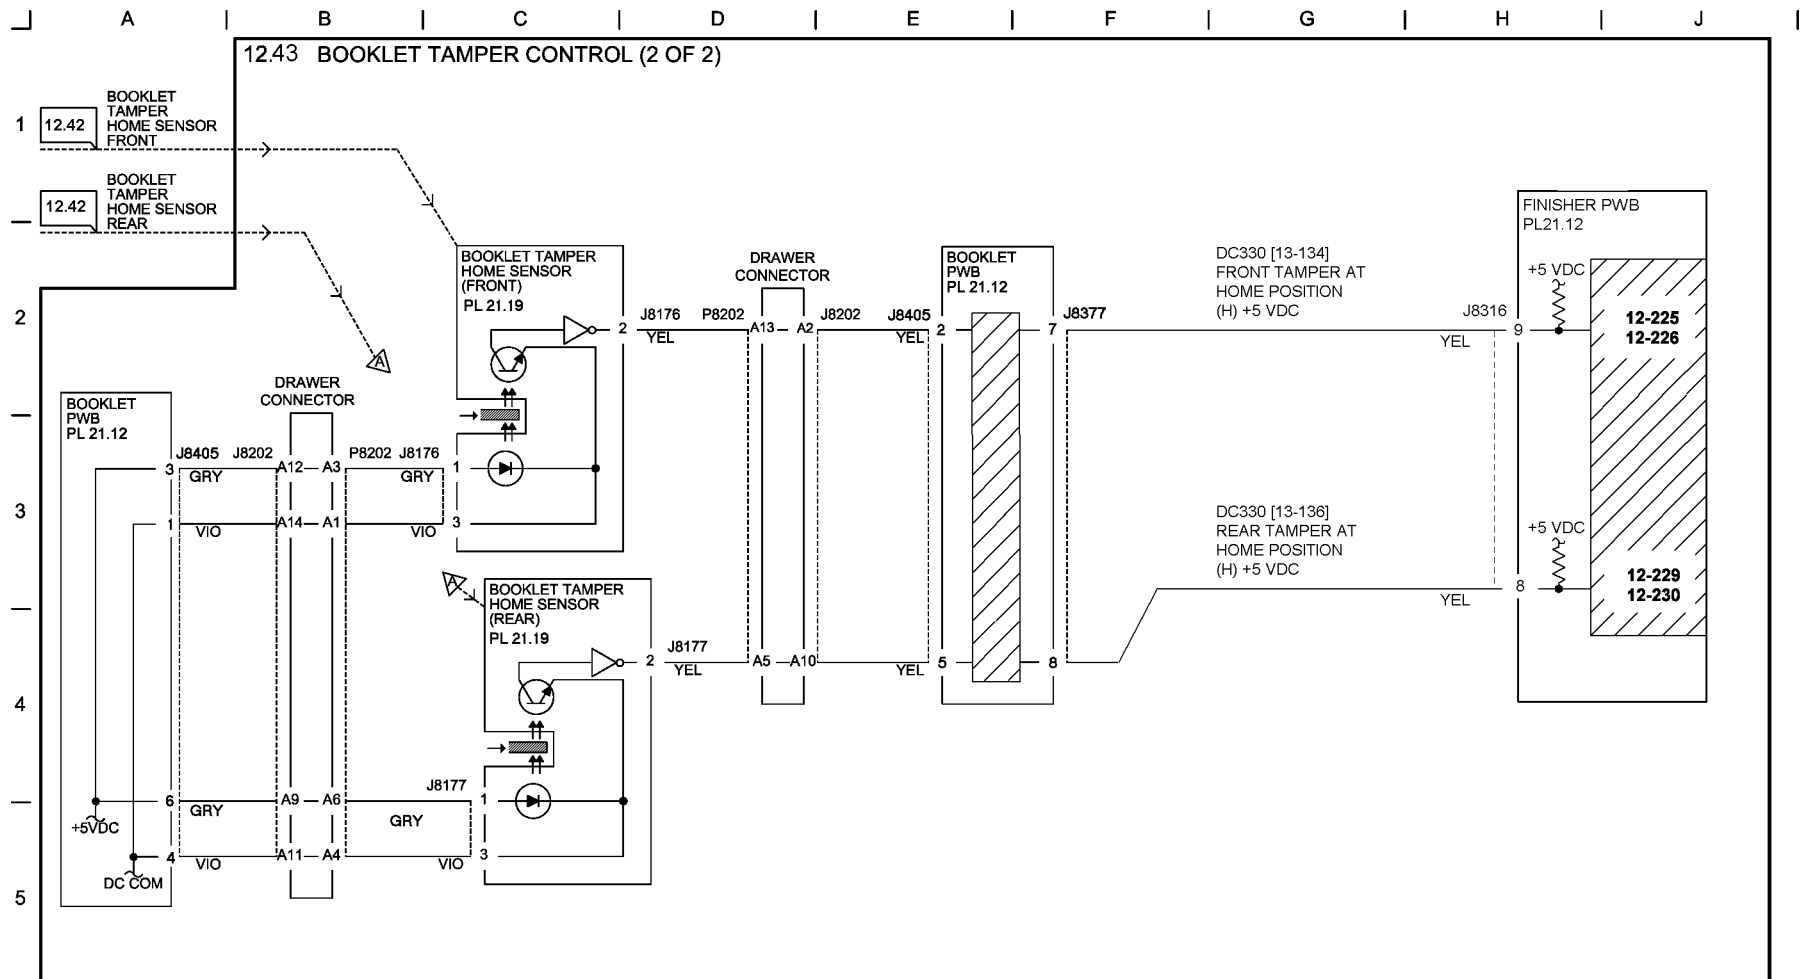 A B C D E F G H J
12.43 BOOKLET TAMPER CONTROL (2 OF 2)
1
2
3
4
5
12.42
BOOKLET
TAMPER
HOME SENSOR
FRONT
12.42
BOOKLET
TAMPER
HOME SENSOR
REAR
A
BOOKLET
PWB
PL 21.12
3
1
6
4
+5VDC
DC COM
J8405
GRY
VIO
GRY
VIO
J8202
DRAWER
CONNECTOR
A12 A3
A14 A1
A9 A6
A11 A4
P8202 J8176
GRY
VIO
J8177
GRY
VIO
BOOKLET TAMPER
HOME SENSOR
(FRONT)
PL 21.19
2
1
3
A
BOOKLET TAMPER
HOME SENSOR
(REAR)
PL 21.19
2
1
3
J8176
YEL
P8202
J8177
YEL
DRAWER
CONNECTOR
A13 A2
A5 A10
J8202
J8405
YEL
YEL
BOOKLET
PWB
PL 21.12
2
7
5
8
J8377
DC330 [13-134]
FRONT TAMPER AT
HOME POSITION
(H) +5 VDC
DC330 [13-136]
REAR TAMPER AT
HOME POSITION
(H) +5 VDC
J8316
YEL
YEL
FINISHER PWB
PL21.12
+5 VDC
9
12-225
12-226
+5 VDC
8
12-229
12-230